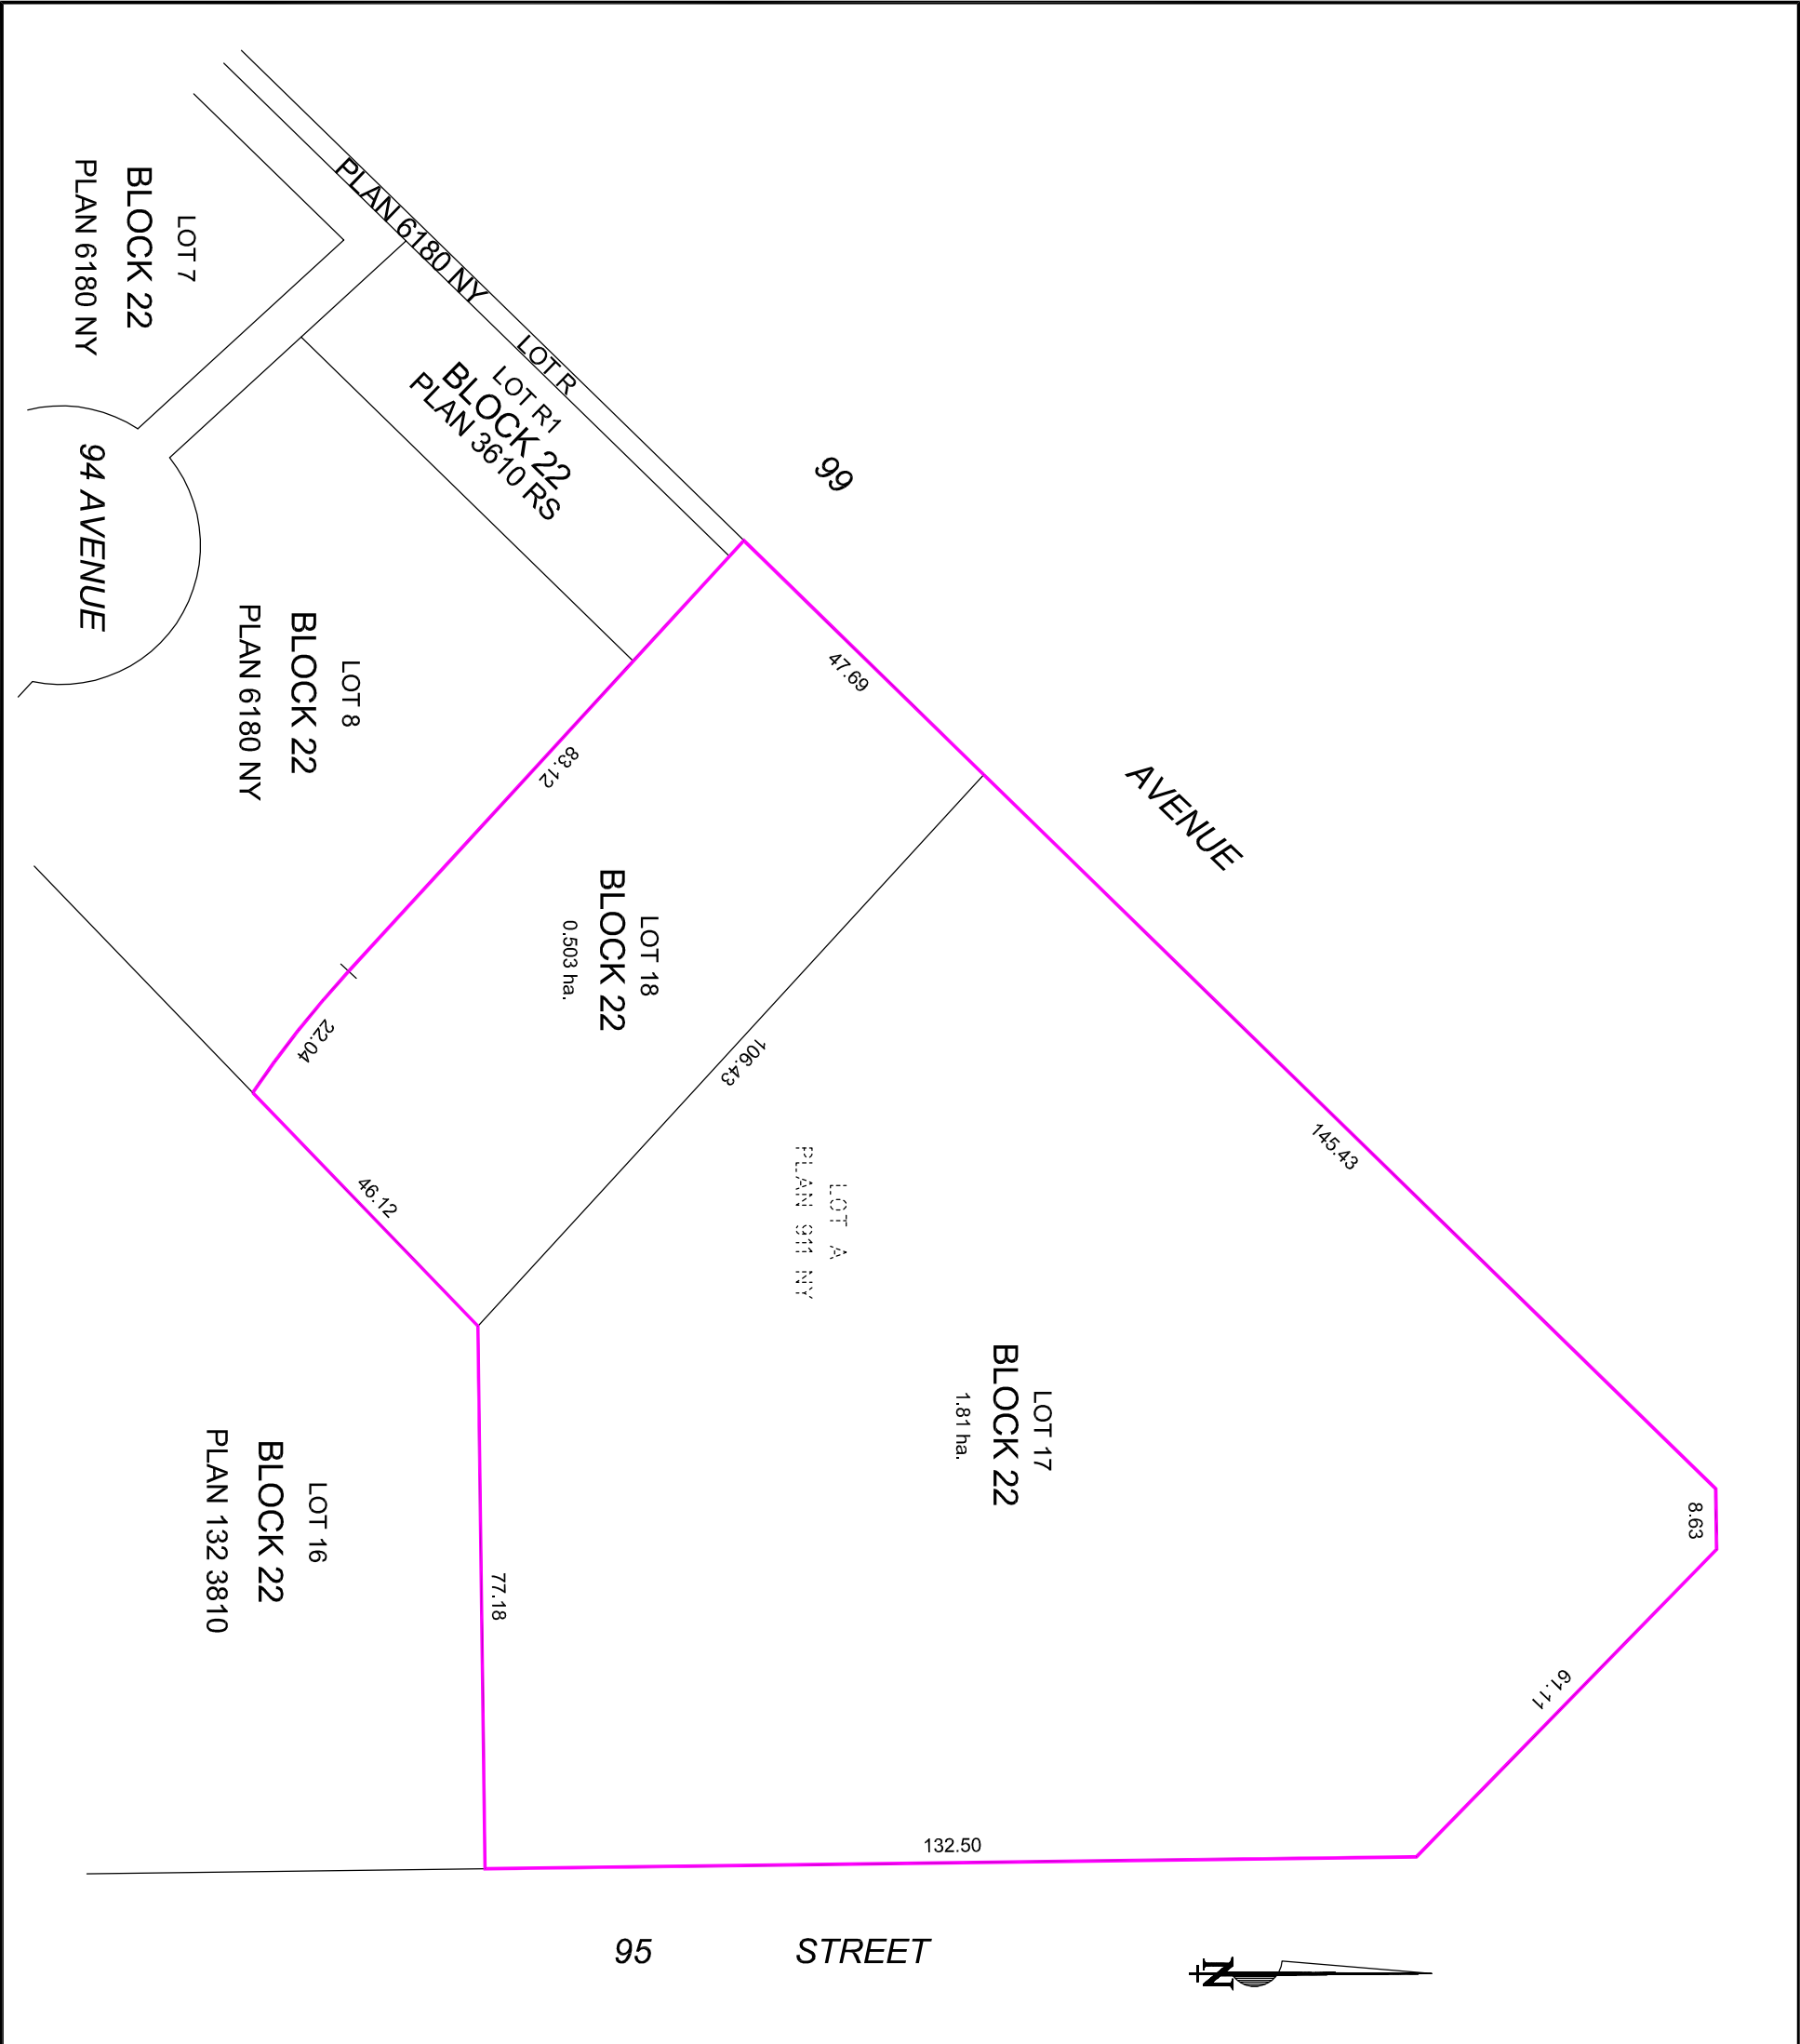 LOT 7
BLOCK 22
PLAN 6180 NY
PLAN 6180 NY
LOT R
LOT R1
BLOCK 22
PLAN 3610 RS
99
AVENUE
94 AVENUE
LOT 8
BLOCK 22
PLAN 6180 NY
47.69
83.12
LOT 18
BLOCK 22
0.503 ha.
22.04
106.43
46.12
145.43
LOT A
PLAN 911 NY
LOT 17
BLOCK 22
1.81 ha.
8.63
61.11
LOT 16
BLOCK 22
PLAN 132 3810
77.18
132.50
95 STREET
N